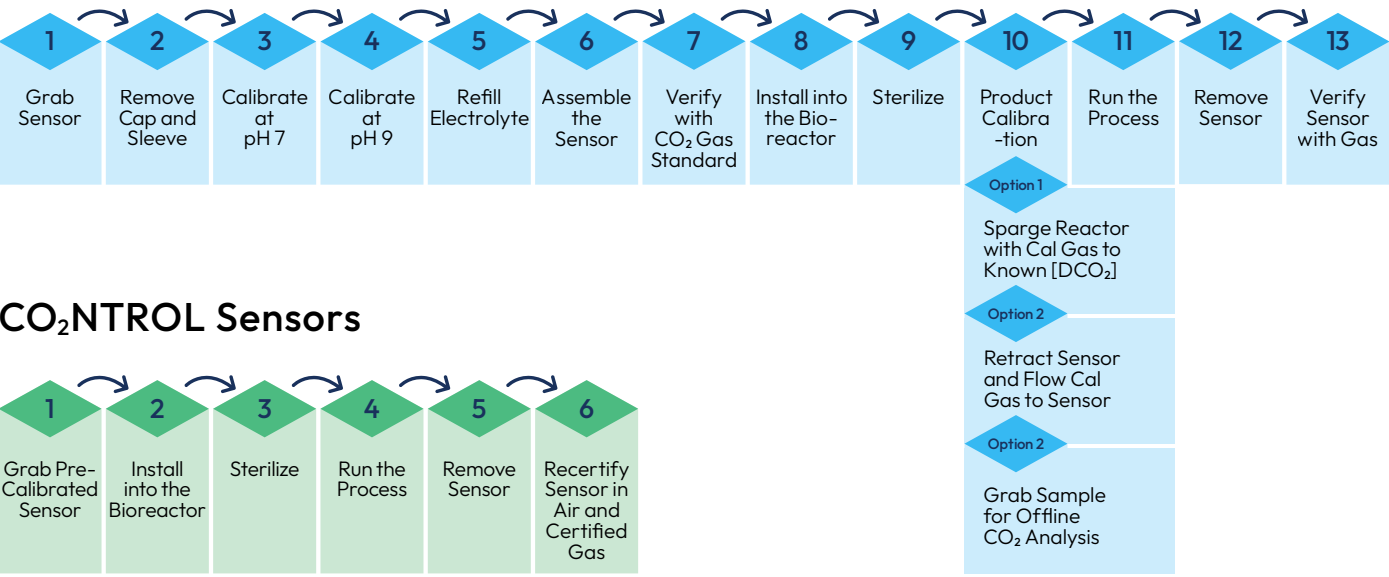 1
Grab
Sensor
2
Remove
Cap and
Sleeve
3
Calibrate
at
pH 7
4
Calibrate
at
pH 9
5
Refill
Electrolyte
6
Assemble
the
Sensor
7
Verify
with
CO₂ Gas
Standard
8
Install into
the Bio-
reactor
9
Sterilize
10
Product
Calibra
-tion
Option 1
Sparge Reactor
with Cal Gas to
Known [DCO₂]
Option 2
Retract Sensor
and Flow Cal
Gas to Sensor
Option 2
Grab Sample
for Offline
CO₂ Analysis
11
Run the
Process
12
Remove
Sensor
13
Verify
Sensor
with Gas
CO₂NTROL Sensors
1
Grab Pre-
Calibrated
Sensor
2
Install
into the
Bioreactor
3
Sterilize
4
Run the
Process
5
Remove
Sensor
6
Recertify
Sensor in
Air and
Certified
Gas